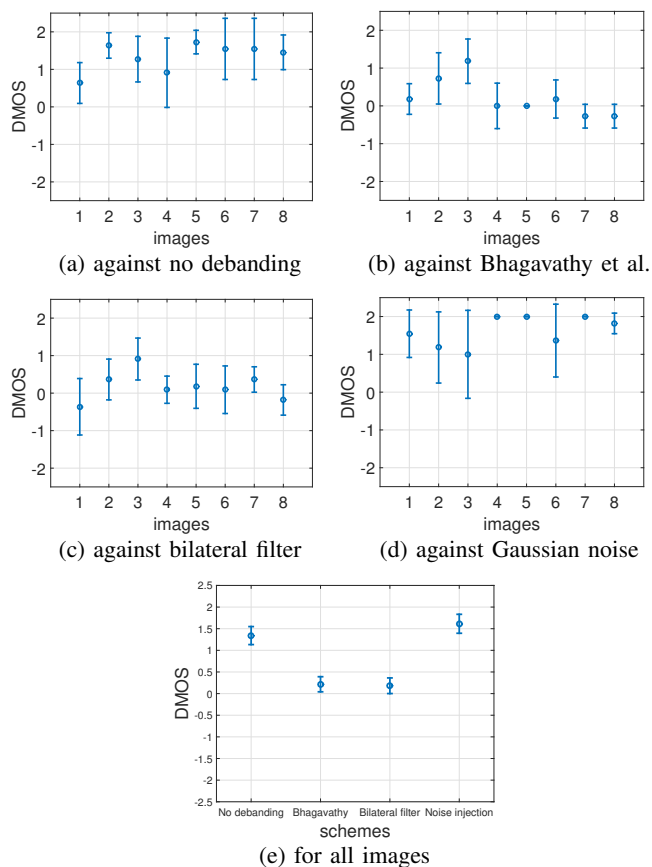 2
1
0
-1
-2
DMOS
1 2 3 4 5 6 7 8
images
(a) against no debanding
2
1
0
-1
-2
DMOS
1 2 3 4 5 6 7 8
images
(b) against Bhagavathy et al.
2
1
0
-1
-2
DMOS
1 2 3 4 5 6 7 8
images
(c) against bilateral filter
2
1
0
-1
-2
DMOS
1 2 3 4 5 6 7 8
images
(d) against Gaussian noise
2.5
2
1.5
1
0.5
0
-0.5
-1
-1.5
-2
-2.5
DMOS
No debanding Bhagavathy Bilateral filter Noise injection
schemes
(e) for all images